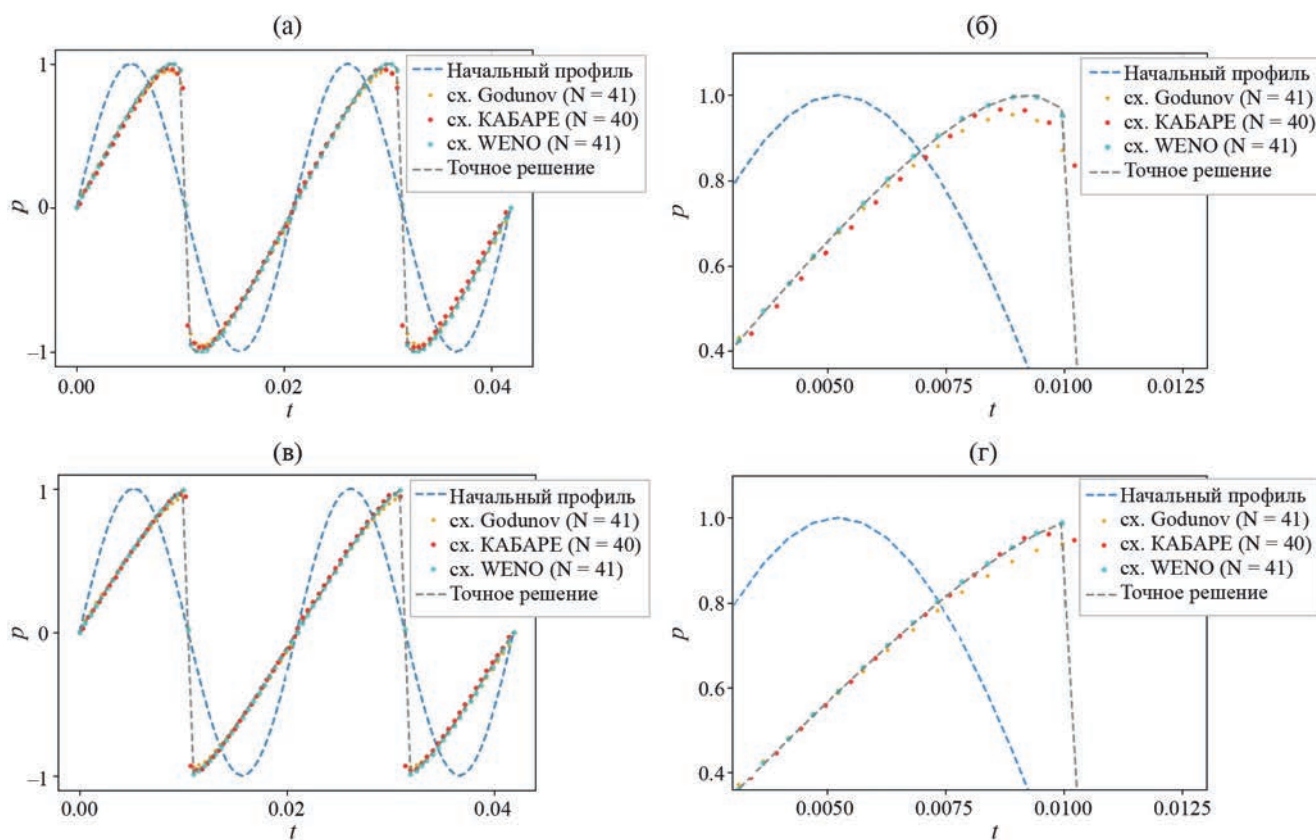 (а)
1
0
−1
0.00
0.02
0.04
p
t
Начальный профиль
сх. Godunov (N = 41)
сх. КАБАРЕ (N = 40)
сх. WENO (N = 41)
Точное решение
(б)
1.0
0.8
0.6
0.4
0.0050
0.0075
0.0100
0.0125
p
t
Начальный профиль
сх. Godunov (N = 41)
сх. КАБАРЕ (N = 40)
сх. WENO (N = 41)
Точное решение
(в)
1
0
−1
0.00
0.02
0.04
p
t
Начальный профиль
сх. Godunov (N = 41)
сх. КАБАРЕ (N = 40)
сх. WENO (N = 41)
Точное решение
(г)
1.0
0.8
0.6
0.4
0.0050
0.0075
0.0100
0.0125
p
t
Начальный профиль
сх. Godunov (N = 41)
сх. КАБАРЕ (N = 40)
сх. WENO (N = 41)
Точное решение